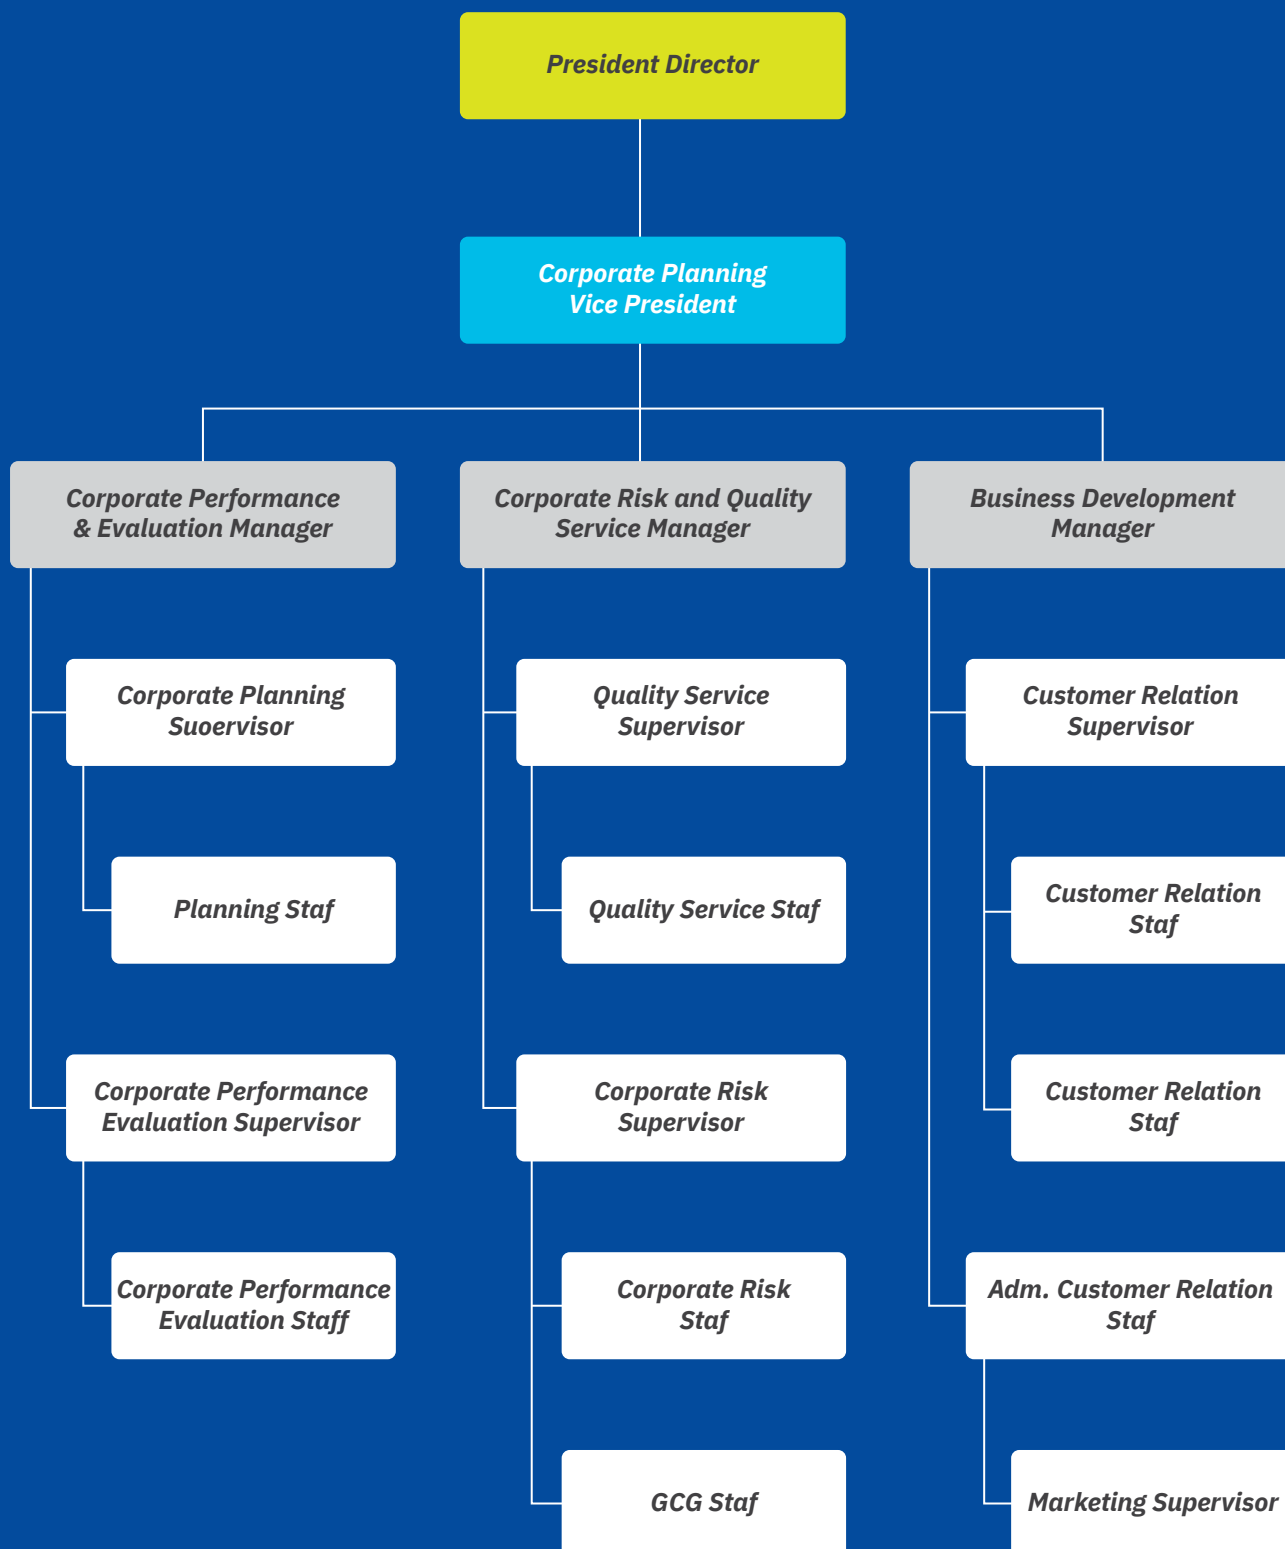 President Director
Corporate Planning
Vice President
Corporate Performance
& Evaluation Manager
Corporate Planning
Suoervisor
Planning Staf
Corporate Performance
Evaluation Supervisor
Corporate Performance
Evaluation Staff
Corporate Risk and Quality
Service Manager
Quality Service
Supervisor
Quality Service Staf
Corporate Risk
Supervisor
Corporate Risk
Staf
GCG Staf
Business Development
Manager
Customer Relation
Supervisor
Customer Relation
Staf
Customer Relation
Staf
Adm. Customer Relation
Staf
Marketing Supervisor